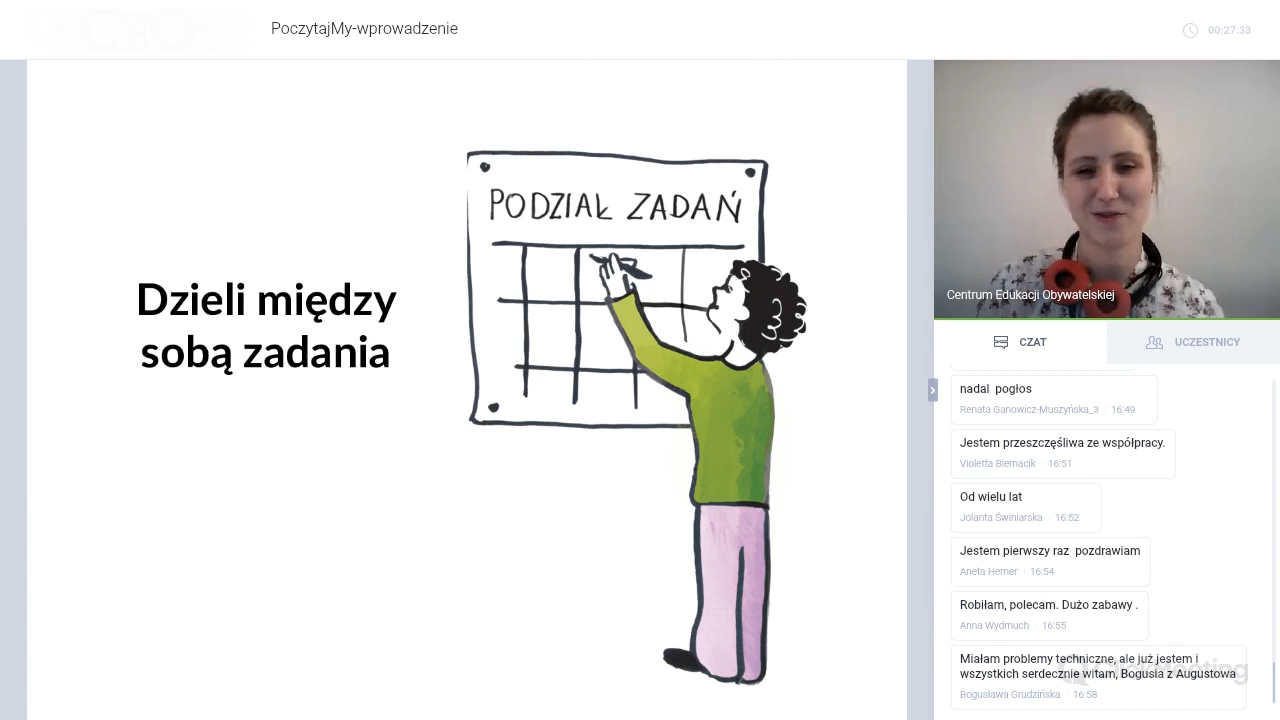 PoczytajMy-wprowadzenie
00:27:33
PODZIAŁ ZADAŃ
Dzieli między
sobą zadania
Centrum Edukacji Obywatelskiej
CZAT
UCZESTNICY
nadal pogłos
Renata Ganowicz-Muszyńska_3 16:49
Jestem przeszczęśliwa ze współpracy.
Violetta Biernacik 16:51
Od wielu lat
Jolanta Świniarska 16:52
Jestem pierwszy raz pozdrawiam
Aneta Herner 16:54
Robiłam, polecam. Dużo zabawy .
Anna Wydmuch 16:55
Miałam problemy techniczne, ale już jestem i
wszystkich serdecznie witam, Bogusia z Augustowa
Bogusława Grudzińska 16:58